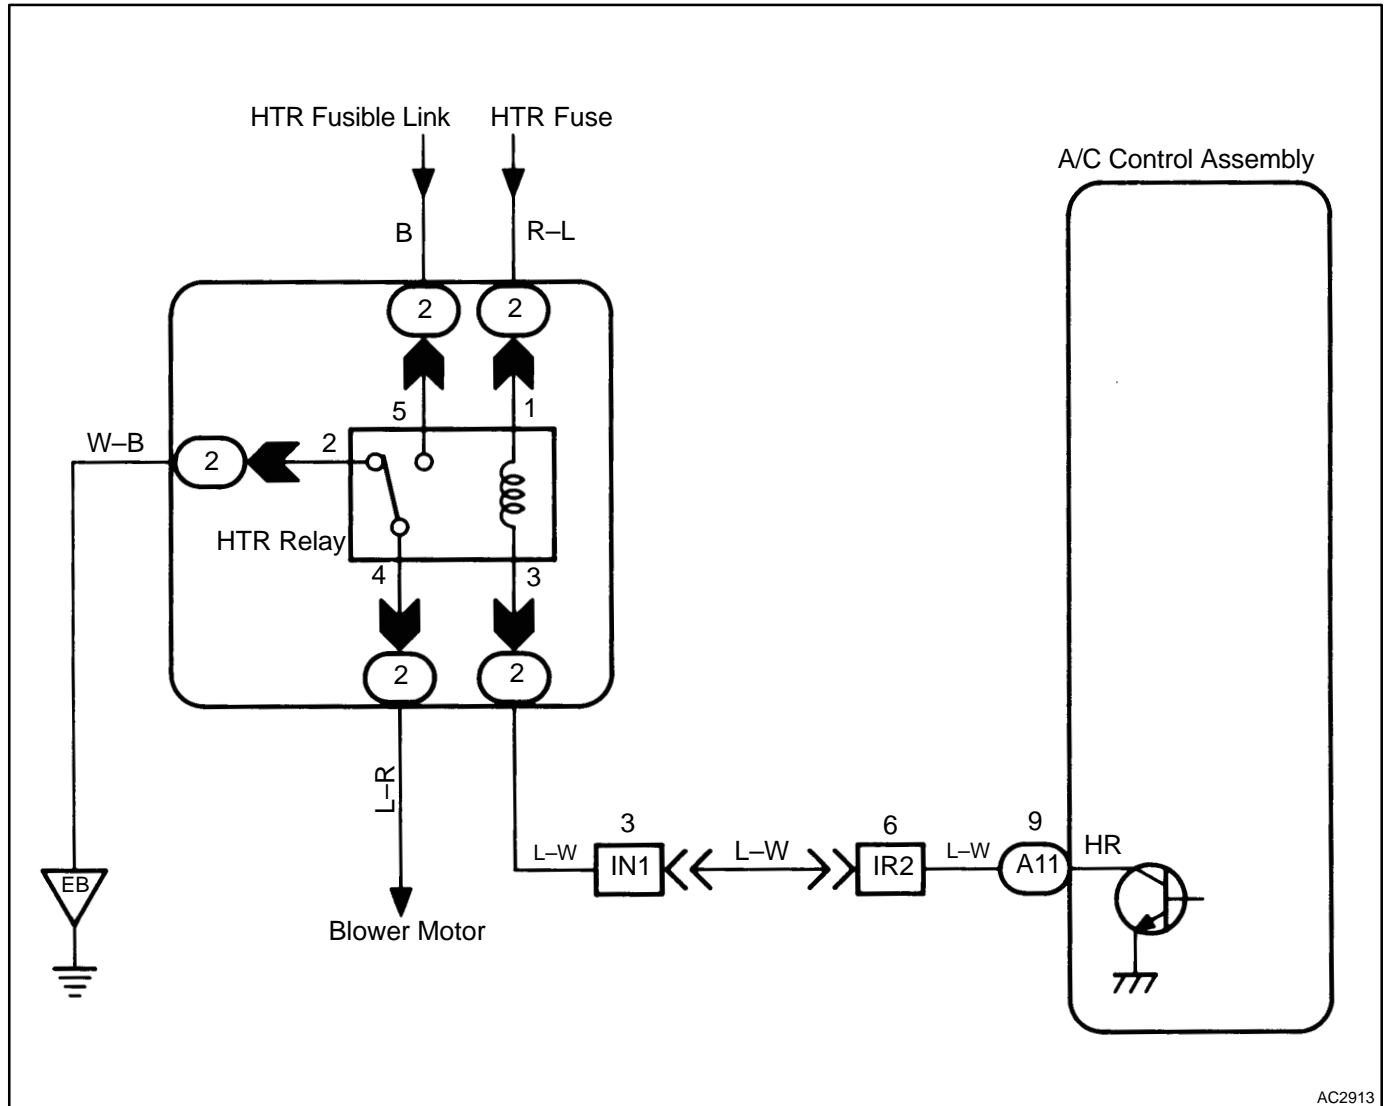 HTR Fusible Link
HTR Fuse
A/C Control Assembly
B
R–L
2
2
5
1
W–B
2
2
HTR Relay
4
3
2
2
L–R
L–W
3
IN1
L–W
6
IR2
L–W
9
A11
HR
EB
Blower Motor
AC2913